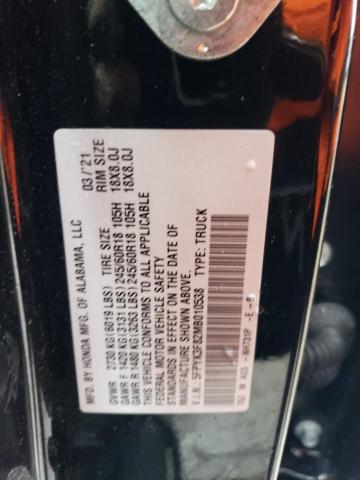 MFD. BY HONDA MFG. OF ALABAMA, LLC 03/'21
TIRE SIZE RIM SIZE
GVWR 2730 KG(6019 LBS)
GAWR F 1420 KG(3131 LBS) 245/60R18 105H 18X8.0J
GAWR R 1480 KG(3263 LBS) 245/60R18 105H 18X8.0J
THIS VEHICLE CONFORMS TO ALL APPLICABLE
FEDERAL MOTOR VEHICLE SAFETY
STANDARDS IN EFFECT ON THE DATE OF
MANUFACTURE SHOWN ABOVE.
V.I.N. 5FPYK3F82MB010538 TYPE: TRUCK
NH731P -E -B